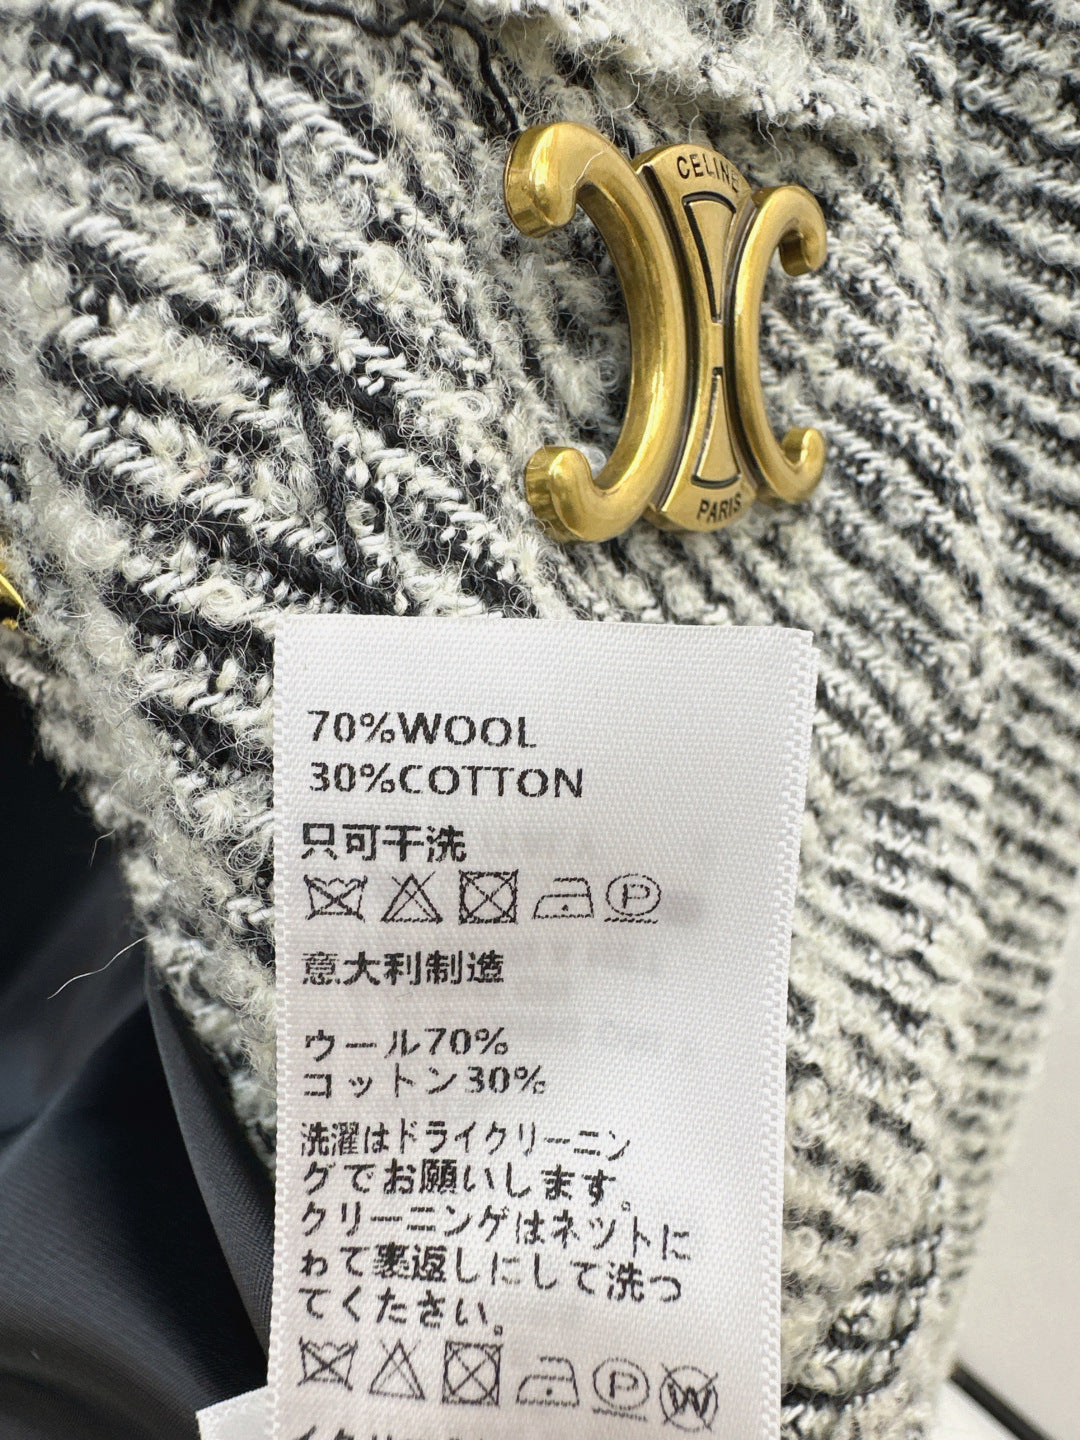 CELINE
PARIS
70%WOOL
30%COTTON
只可干洗
P
意大利制造
ウール70%
コットン30%
洗濯はドライクリーニン
グでお願いします。
クリーニングはネツトに
わて裏返しにして洗つ
てください。
P W